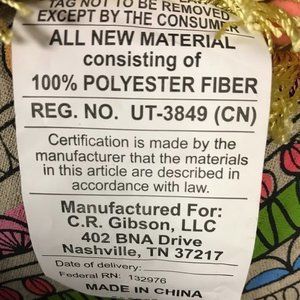 TAG NOT TO BE REMOVED
EXCEPT BY THE CONSUMER
ALL NEW MATERIAL
consisting of
100% POLYESTER FIBER
REG. NO. UT-3849 (CN)
Certification is made by the
manufacturer that the materials
in this article are described in
accordance with law.
Manufactured For:
C.R. Gibson, LLC
402 BNA Drive
Nashville, TN 37217
Date of delivery:
Federal RN: 132976
MADE IN CHINA